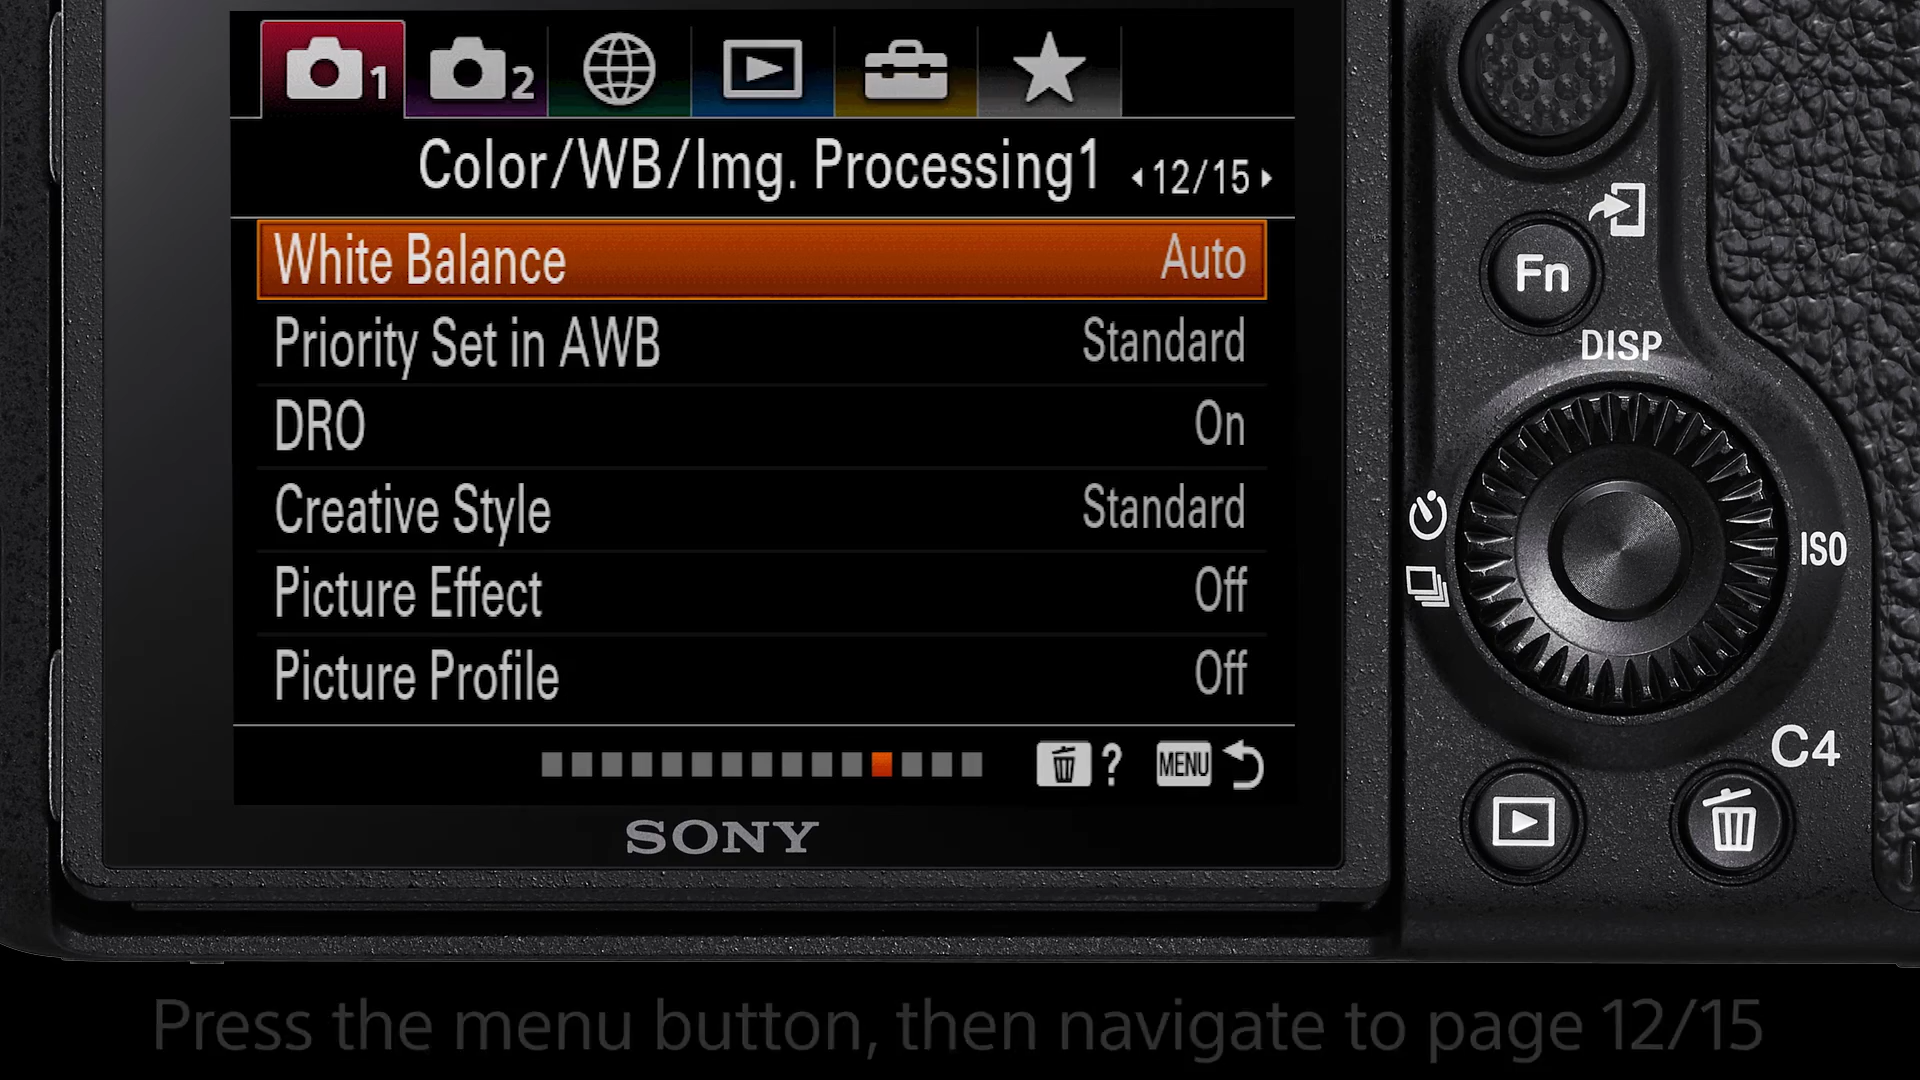 1 2
Color/WB/Img. Processing1 12/15
White Balance Auto
Priority Set in AWB Standard
DRO On
Creative Style Standard
Picture Effect Off
Picture Profile Off
? MENU
SONY
Fn
DISP
ISO
C4
Press the menu button, then navigate to page 12/15